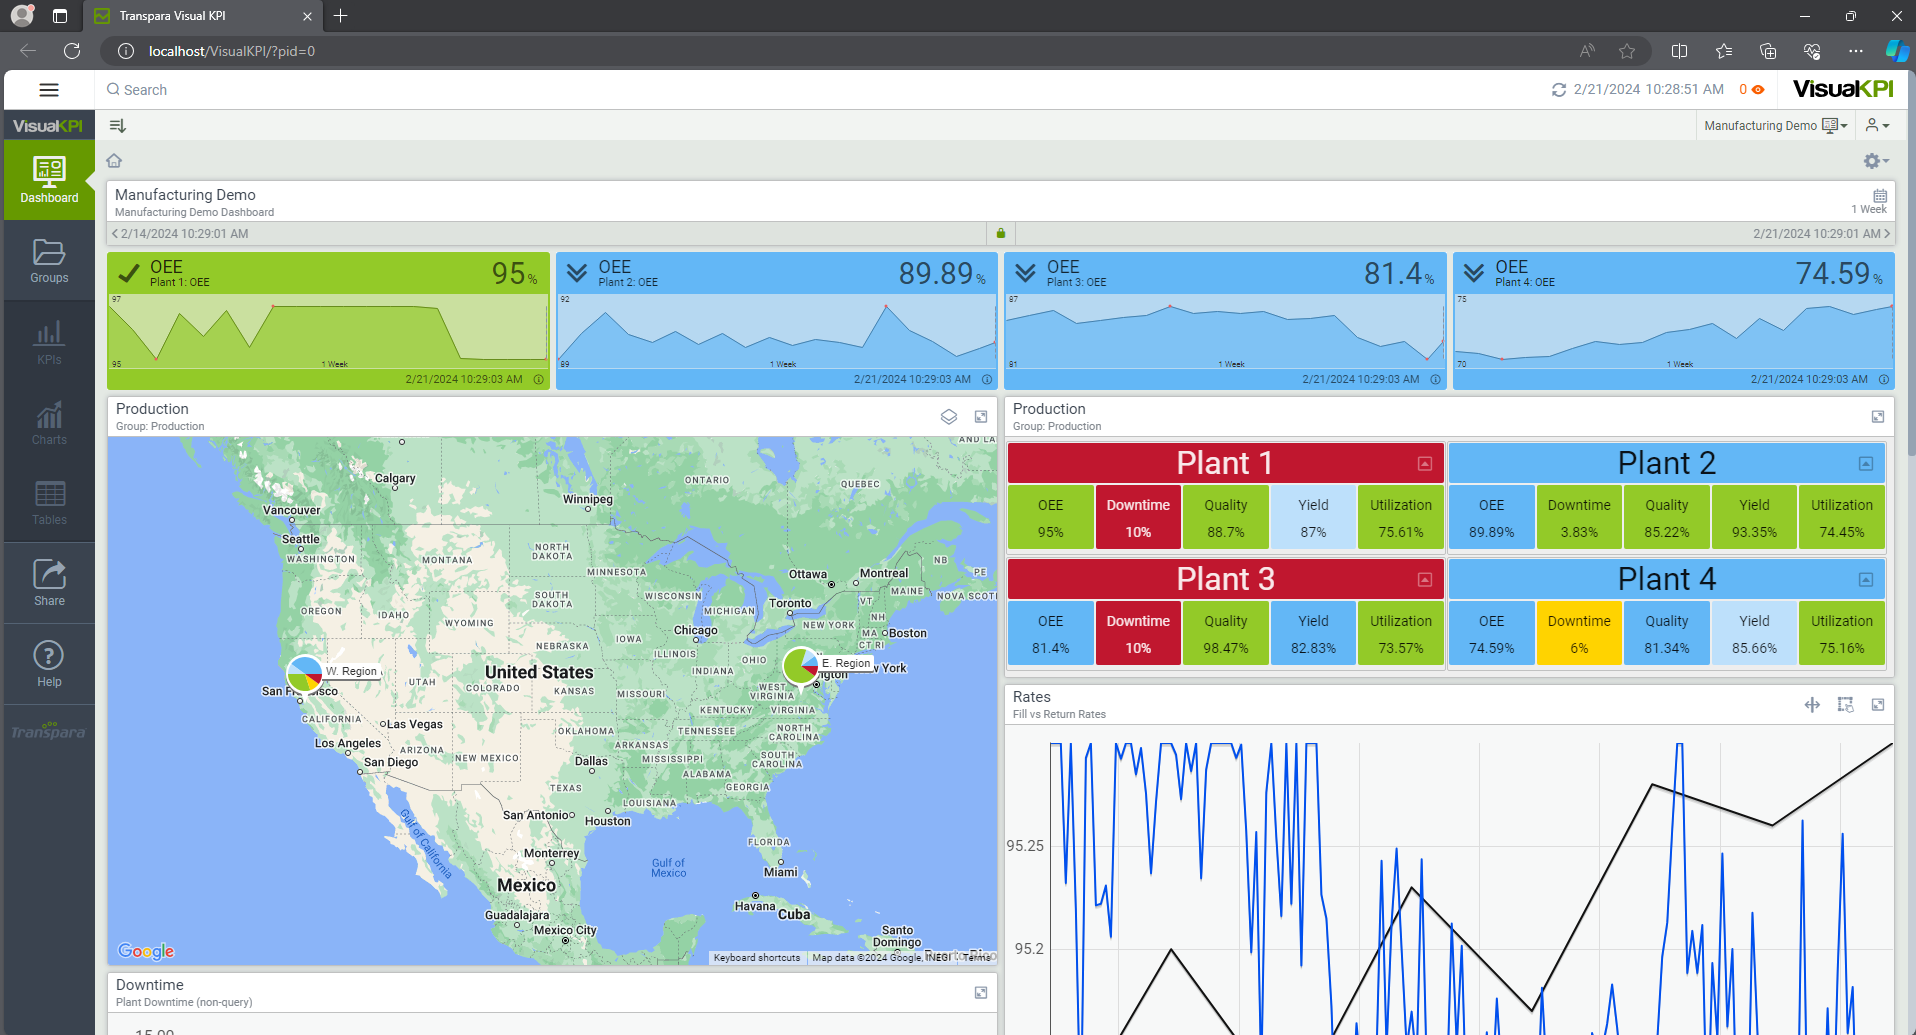 Transpara Visual KPI
localhost/VisualKPI/?pid=0
Search
2/21/2024 10:28:51 AM
0
VisualKPI
VisualKPI
Manufacturing Demo
Dashboard
Groups
KPIs
Charts
Tables
Share
Help
Transpara
Manufacturing Demo
Manufacturing Demo Dashboard
1 Week
2/14/2024 10:29:01 AM
2/21/2024 10:29:01 AM
OEE
Plant 1: OEE
95 %
97
95
1 Week
2/21/2024 10:29:03 AM
OEE
Plant 2: OEE
89.89 %
92
89
1 Week
2/21/2024 10:29:03 AM
OEE
Plant 3: OEE
81.4 %
87
81
1 Week
2/21/2024 10:29:03 AM
OEE
Plant 4: OEE
74.59 %
75
70
1 Week
2/21/2024 10:29:03 AM
Production
Group: Production
AND LA
Calgary
ONTARIO
QUEBEC
Winnipeg
Vancouver
Seattle
WASHINGTON
MONTANA
NORTH
DAKOTA
MINNESOTA
Ottawa
Montreal
NB
PE
MAINE
NOVA SCOTI
SOUTH
DAKOTA
WISCONSIN
MICHIGAN
Toronto
VT
NH
OREGON
IDAHO
WYOMING
NEW YORK
MA
Boston
CT RI
Chicago
IOWA
NEBRASKA
ILLINOIS
INDIANA
OHIO
E. Region
W. Region
United States
UTAH
COLORADO
KANSAS
MISSOURI
WEST
VIRGINIA
VIRGINIA
KENTUCKY
CALIFORNIA
Las Vegas
OKLAHOMA
TENNESSEE
NORTH
CAROLINA
Los Angeles
ARIZONA
NEW MEXICO
ARKANSAS
MISSISSIPPI
SOUTH
CAROLINA
San Diego
Dallas
ALABAMA
GEORGIA
TEXAS
LOUISIANA
San Antonio
Houston
Gulf of California
FLORIDA
Monterrey
Gulf of
Mexico
Miami
Mexico
Havana
Cuba
Guadalajara
Mexico City
Santo
Domingo
Google
Keyboard shortcuts
Map data ©2024 Google, INEGI
Terms
Production
Group: Production
Plant 1
OEE Downtime Quality Yield Utilization
95% 10% 88.7% 87% 75.61%
Plant 2
OEE Downtime Quality Yield Utilization
89.89% 3.83% 85.22% 93.35% 74.45%
Plant 3
OEE Downtime Quality Yield Utilization
81.4% 10% 98.47% 82.83% 73.57%
Plant 4
OEE Downtime Quality Yield Utilization
74.59% 6% 81.34% 85.66% 75.16%
Rates
Fill vs Return Rates
95.25
95.2
Downtime
Plant Downtime (non-query)
15.00